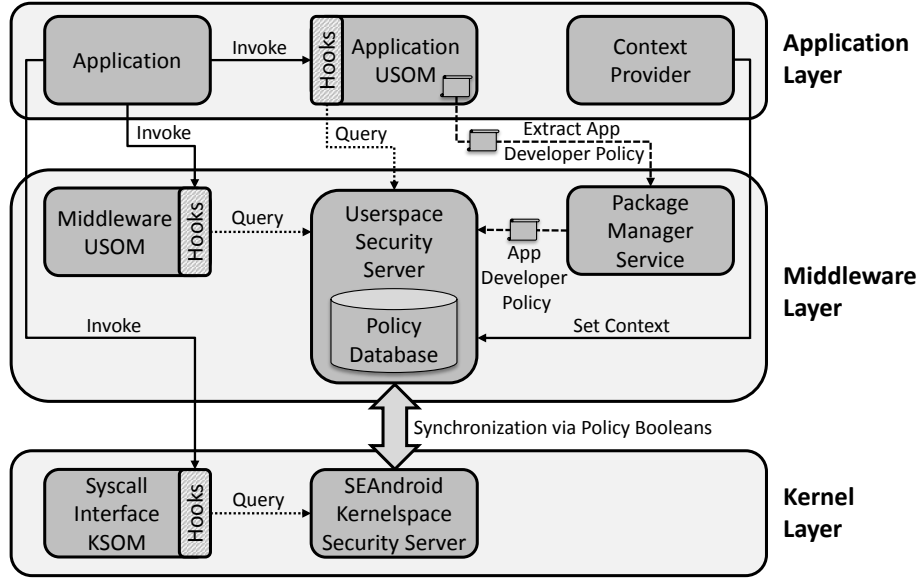 Application
Layer
Application
Invoke
Hooks
Application
USOM
Context
Provider
Invoke
Query
Extract App
Developer Policy
Middleware
USOM
Hooks
Query
Userspace
Security
Server
Policy
Database
App
Developer
Policy
Package
Manager
Service
Middleware
Layer
Invoke
Set Context
Synchronization via Policy Booleans
Syscall
Interface
KSOM
Hooks
Query
SEAndroid
Kernelspace
Security Server
Kernel
Layer